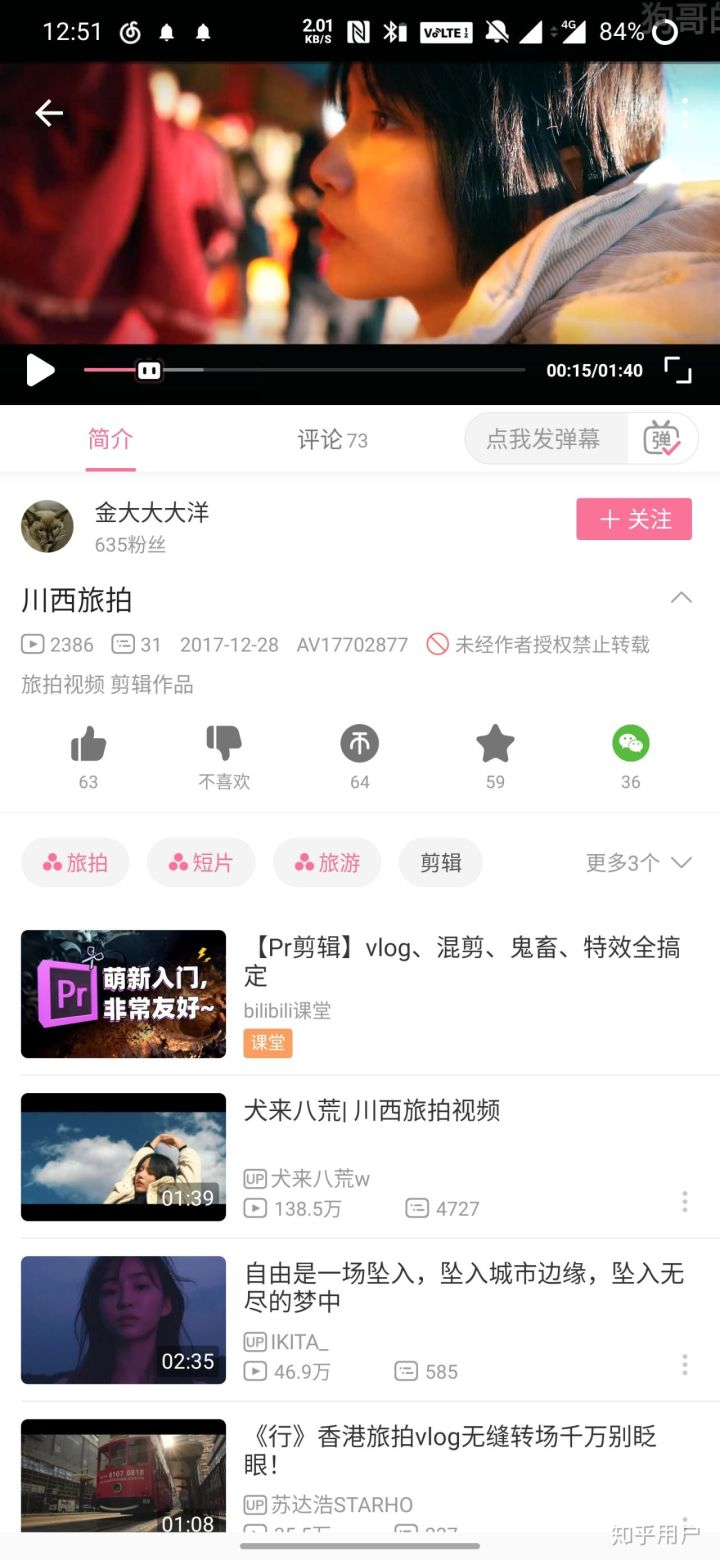 狗哥的
12:51
2.01
KB/S
VoLTE 1 2
4G
84%
00:15/01:40
简介
评论 73
点我发弹幕
弹
金大大大洋
635粉丝
+ 关注
川西旅拍
2386 31 2017-12-28 AV17702877 未经作者授权禁止转载
旅拍视频 剪辑作品
63 不喜欢 64 59 36
旅拍 短片 旅游 剪辑 更多3个
Pr
萌新入门,
非常友好~
【Pr剪辑】vlog、混剪、鬼畜、特效全搞
定
bilibili课堂
课堂
01:39
犬来八荒| 川西旅拍视频
UP 犬来八荒w
138.5万 4727
02:35
自由是一场坠入，坠入城市边缘，坠入无
尽的梦中
UP IKITA_
46.9万 585
8167 0818
01:08
《行》香港旅拍vlog无缝转场千万别眨
眼！
UP 苏达浩STARHO
知乎用户